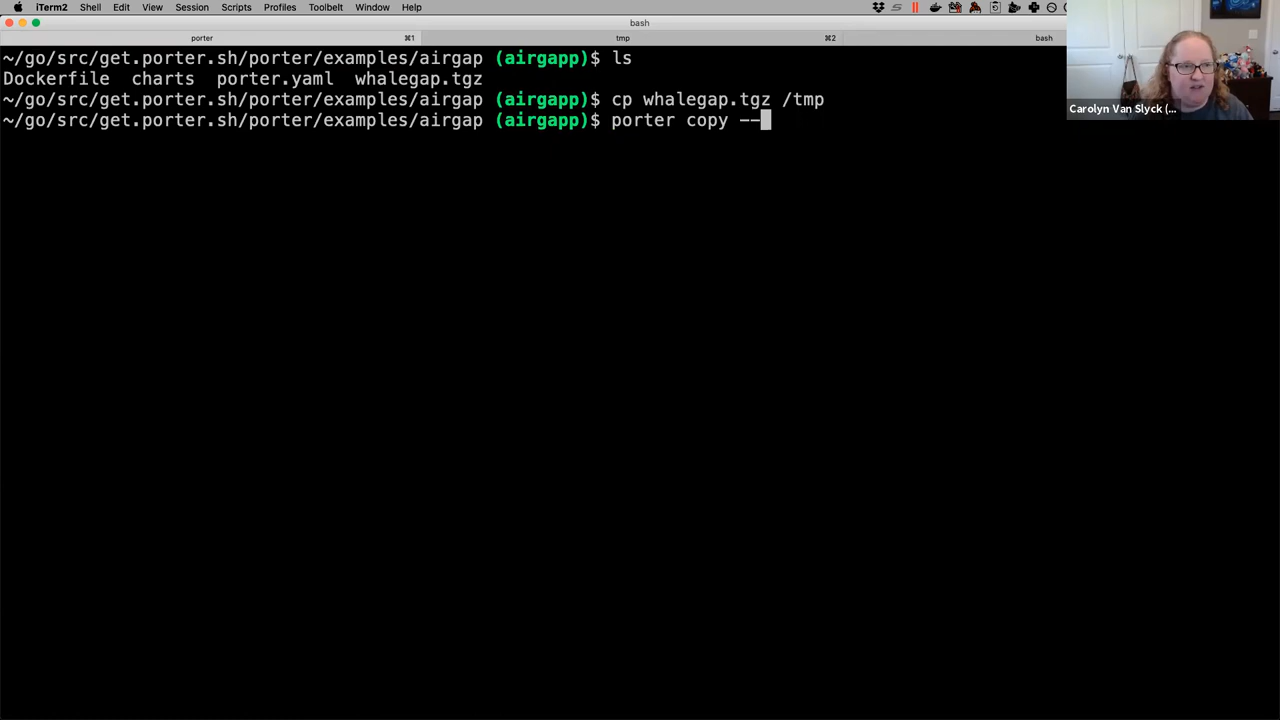 iTerm2 Shell Edit View Session Scripts Profiles Toolbelt Window Help
bash
porter ⌘1 tmp ⌘2 bash
~/go/src/get.porter.sh/porter/examples/airgap (airgapp)$ ls
Dockerfile charts porter.yaml whalegap.tgz
~/go/src/get.porter.sh/porter/examples/airgap (airgapp)$ cp whalegap.tgz /tmp
~/go/src/get.porter.sh/porter/examples/airgap (airgapp)$ porter copy --
Carolyn Van Slyck (...